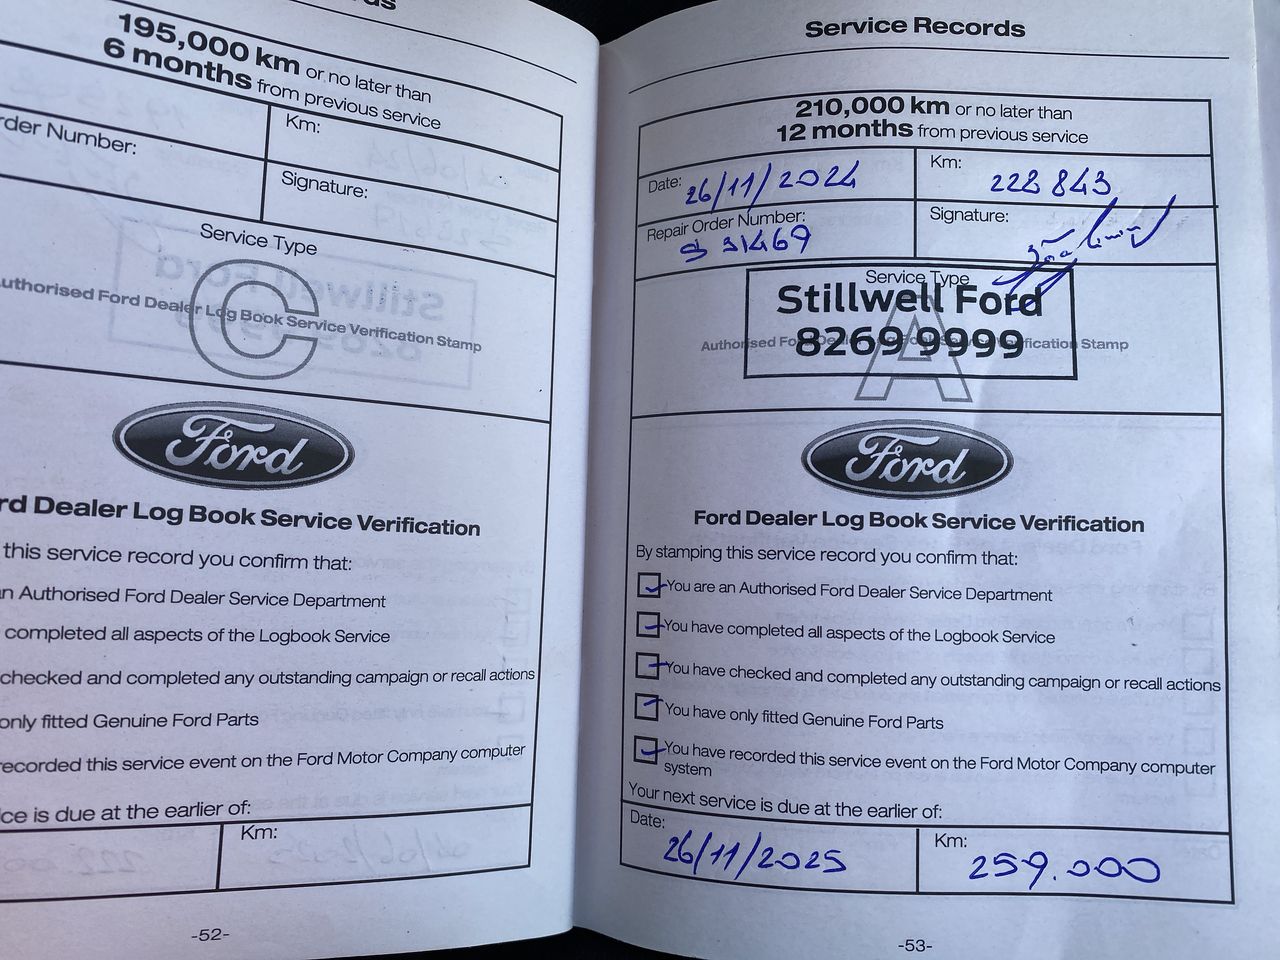 195,000 km or no later than
6 months from previous service
rder Number:
Km:
Signature:
Service Type
C
uthorised Ford Dealer Log Book Service Verification Stamp
Ford
rd Dealer Log Book Service Verification
this service record you confirm that:
n Authorised Ford Dealer Service Department
completed all aspects of the Logbook Service
checked and completed any outstanding campaign or recall actions
only fitted Genuine Ford Parts
recorded this service event on the Ford Motor Company computer
ce is due at the earlier of:
Km:
-52-
Service Records
210,000 km or no later than
12 months from previous service
Date: 26/11/2024
Km: 228 843
Repair Order Number:
Signature:
Service Type
A
Stillwell Ford
8269 9999
Authorised Ford Dealer Log Book Service Verification Stamp
Ford
Ford Dealer Log Book Service Verification
By stamping this service record you confirm that:
You are an Authorised Ford Dealer Service Department
You have completed all aspects of the Logbook Service
You have checked and completed any outstanding campaign or recall actions
You have only fitted Genuine Ford Parts
You have recorded this service event on the Ford Motor Company computer
system
Your next service is due at the earlier of:
Date: 26/11/2025
Km: 259.000
-53-